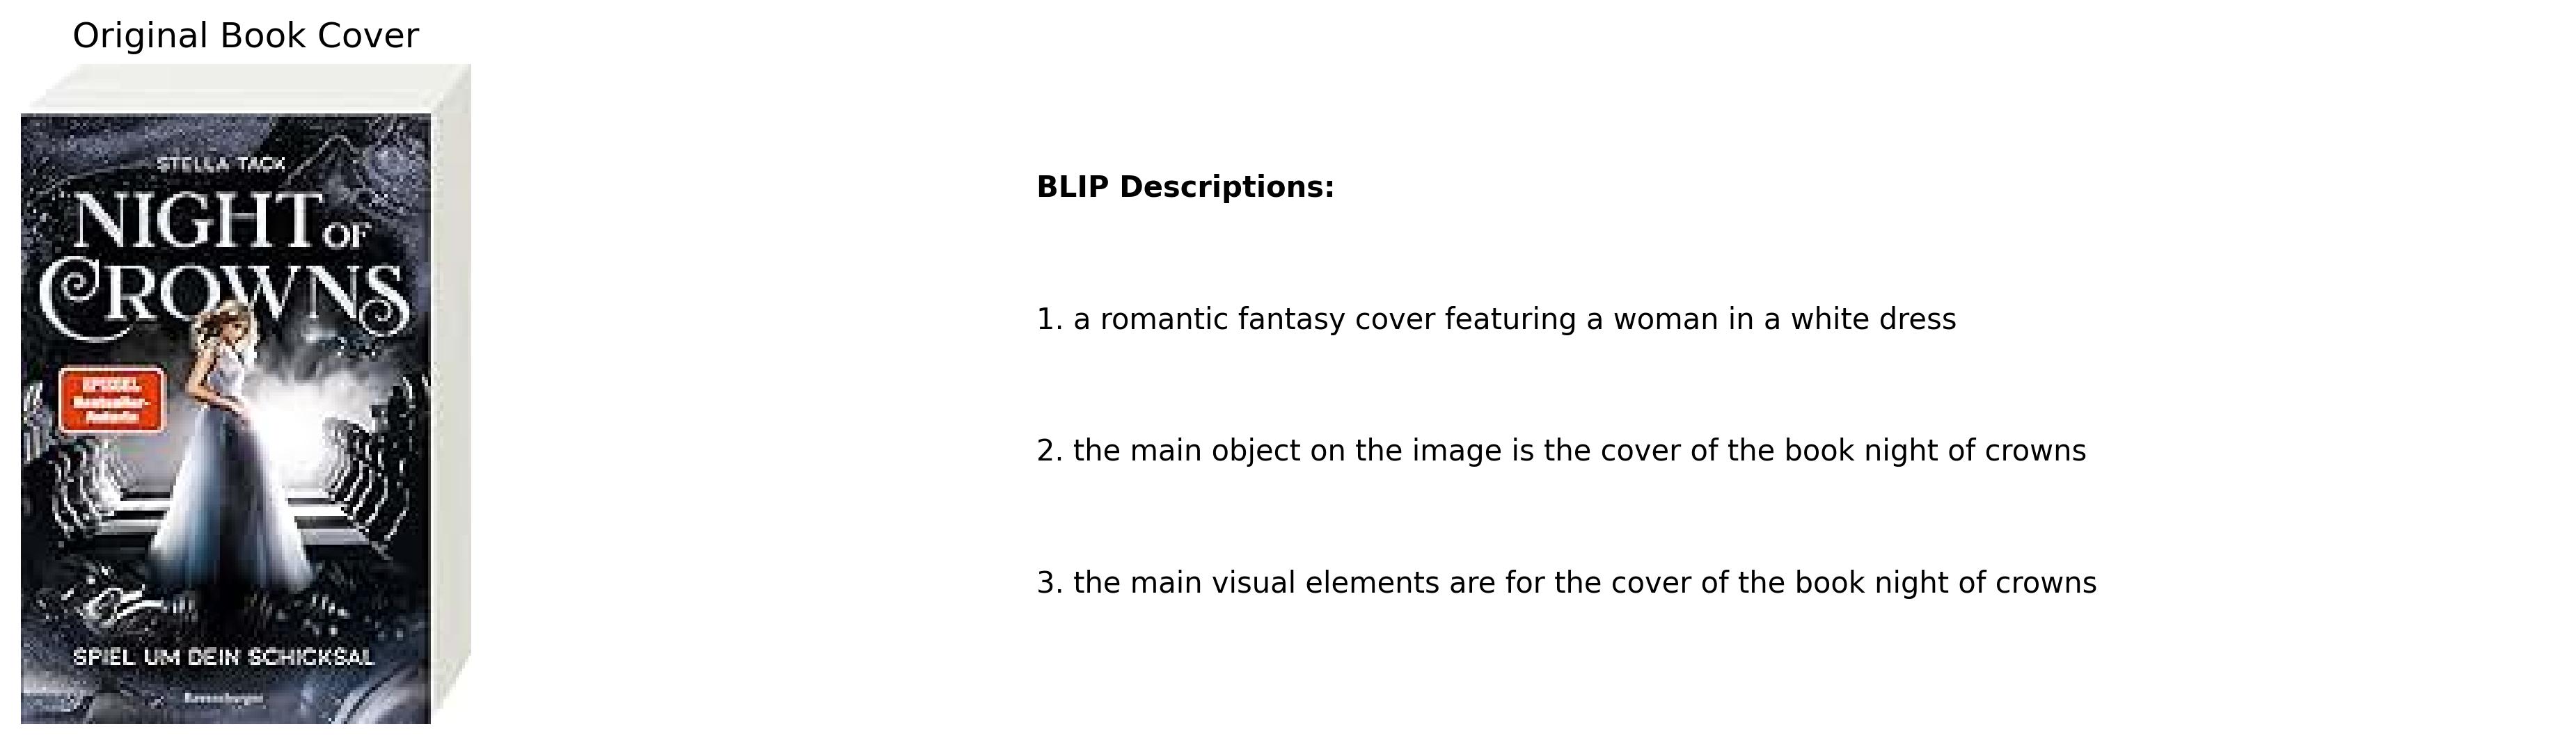 Original Book Cover
STELLA TACK
NIGHT OF
CROWNS
SPIEGEL
Bestseller-
Autorin
SPIEL UM DEIN SCHICKSAL
Ravensburger
BLIP Descriptions:
1. a romantic fantasy cover featuring a woman in a white dress
2. the main object on the image is the cover of the book night of crowns
3. the main visual elements are for the cover of the book night of crowns